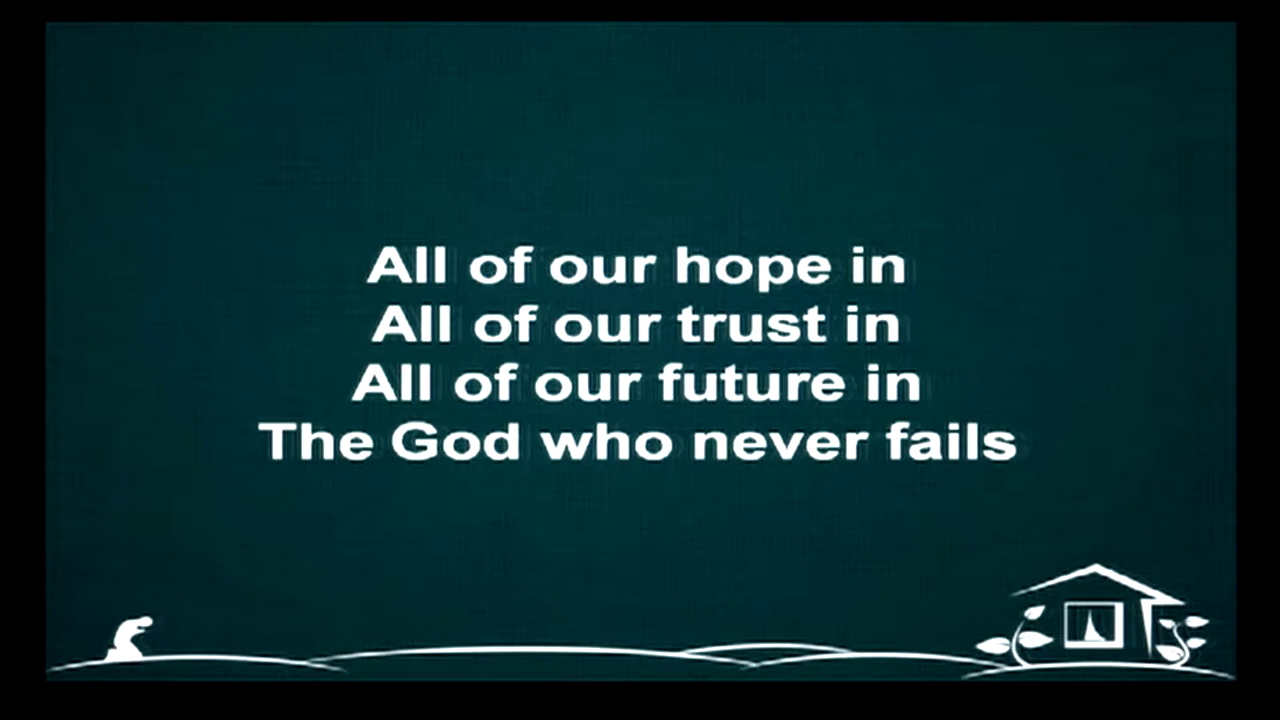 All of our hope in
All of our trust in
All of our future in
The God who never fails